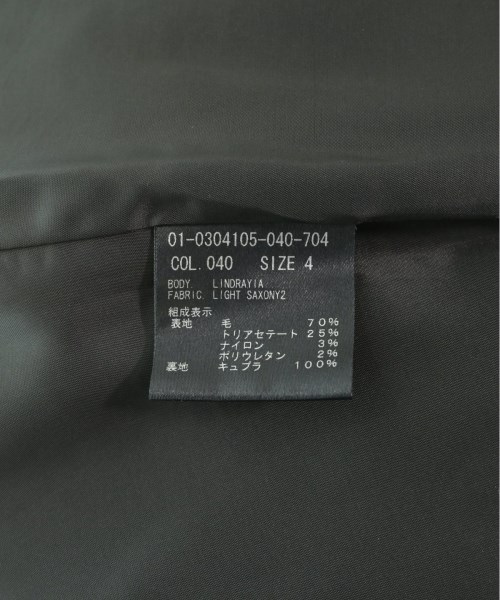 01-0304105-040-704
COL.040 SIZE 4
BODY. LINDRAYIA
FABRIC. LIGHT SAXONY2
組成表示
表地 毛 70%
トリアセテート 25%
ナイロン 3%
ポリウレタン 2%
裏地 キュプラ 100%